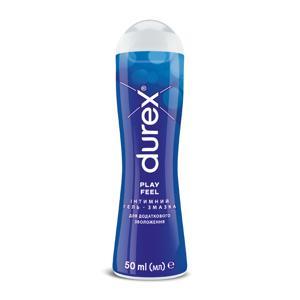 durex®
PLAY
FEEL
ІНТИМНИЙ
ГЕЛЬ - ЗМАЗКА
ДЛЯ ДОДАТКОВОГО
ЗВОЛОЖЕННЯ
50 ml (мл) ℮